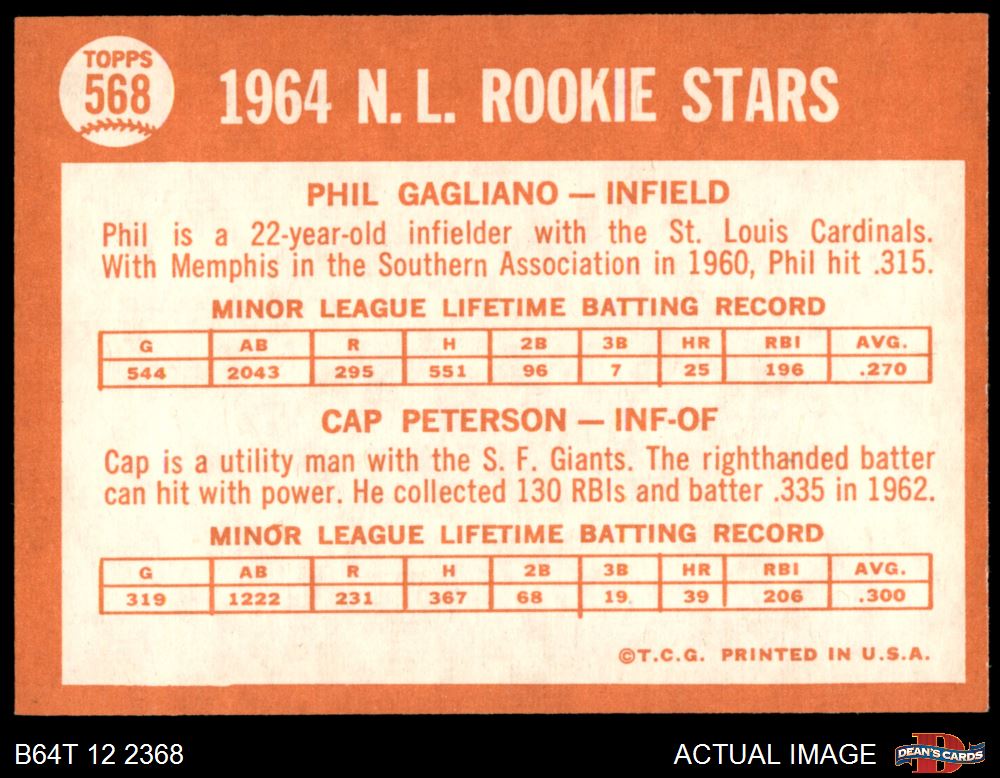 TOPPS
568
1964 N. L. ROOKIE STARS
PHIL GAGLIANO — INFIELD
Phil is a 22-year-old infielder with the St. Louis Cardinals.
With Memphis in the Southern Association in 1960, Phil hit .315.
MINOR LEAGUE LIFETIME BATTING RECORD
G AB R H 2B 3B HR RBI AVG.
544 2043 295 551 96 7 25 196 .270
CAP PETERSON — INF-OF
Cap is a utility man with the S. F. Giants. The righthanded batter
can hit with power. He collected 130 RBIs and batter .335 in 1962.
MINOR LEAGUE LIFETIME BATTING RECORD
G AB R H 2B 3B HR RBI AVG.
319 1222 231 367 68 19 39 206 .300
©T.C.G. PRINTED IN U.S.A.
B64T 12 2368
ACTUAL IMAGE
DEAN'S CARDS